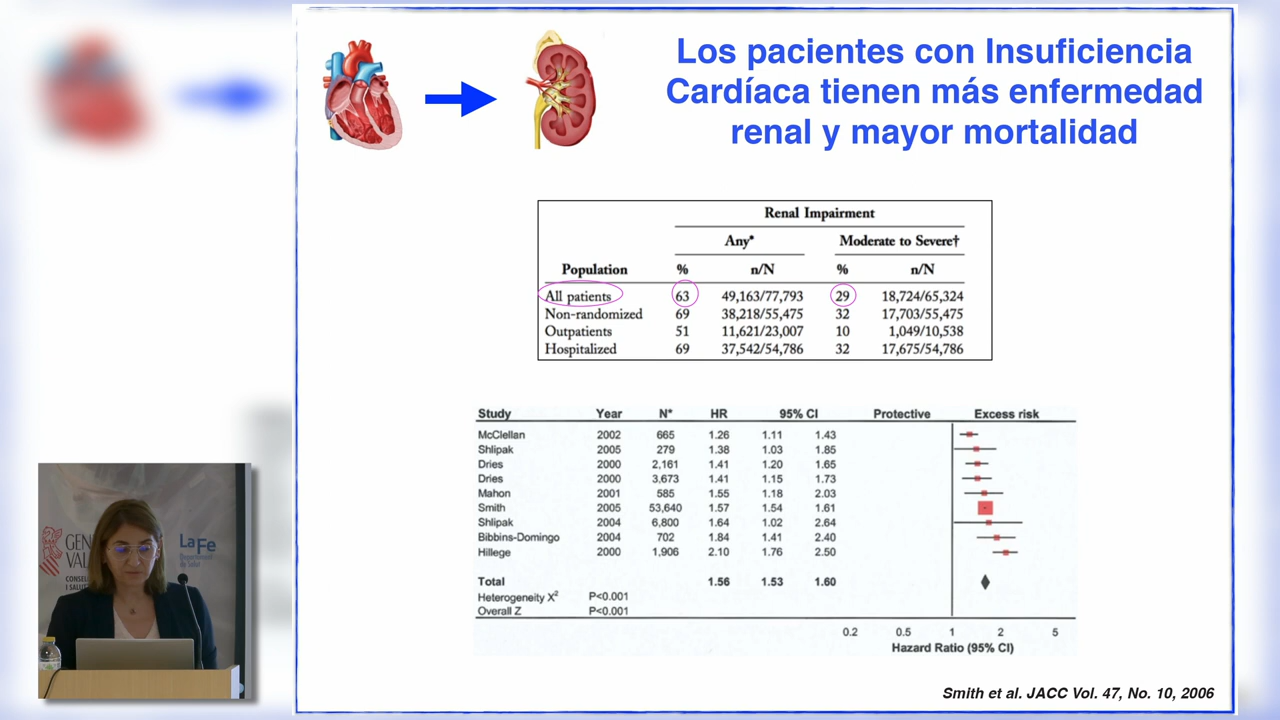 Los pacientes con Insuficiencia
Cardíaca tienen más enfermedad
renal y mayor mortalidad
Renal Impairment
Any* Moderate to Severe†
Population % n/N % n/N
All patients 63 49,163/77,793 29 18,724/65,324
Non-randomized 69 38,218/55,475 32 17,703/55,475
Outpatients 51 11,621/23,007 10 1,049/10,538
Hospitalized 69 37,542/54,786 32 17,675/54,786
Study Year N* HR 95% CI Protective Excess risk
McClellan 2002 665 1.26 1.11 1.43
Shlipak 2005 279 1.38 1.03 1.85
Dries 2000 2,161 1.41 1.20 1.65
Dries 2000 3,673 1.41 1.15 1.73
Mahon 2001 585 1.55 1.18 2.03
Smith 2005 53,640 1.57 1.54 1.61
Shlipak 2004 6,800 1.64 1.02 2.64
Bibbins-Domingo 2004 702 1.84 1.41 2.40
Hillege 2000 1,906 2.10 1.76 2.50
Total 1.56 1.53 1.60
Heterogeneity X² P<0.001
Overall Z P<0.001
0.2 0.5 1 2 5
Hazard Ratio (95% CI)
Smith et al. JACC Vol. 47, No. 10, 2006
GEN
VAL
CONSEL
I SALUT
La Fe
Departament
de Salut